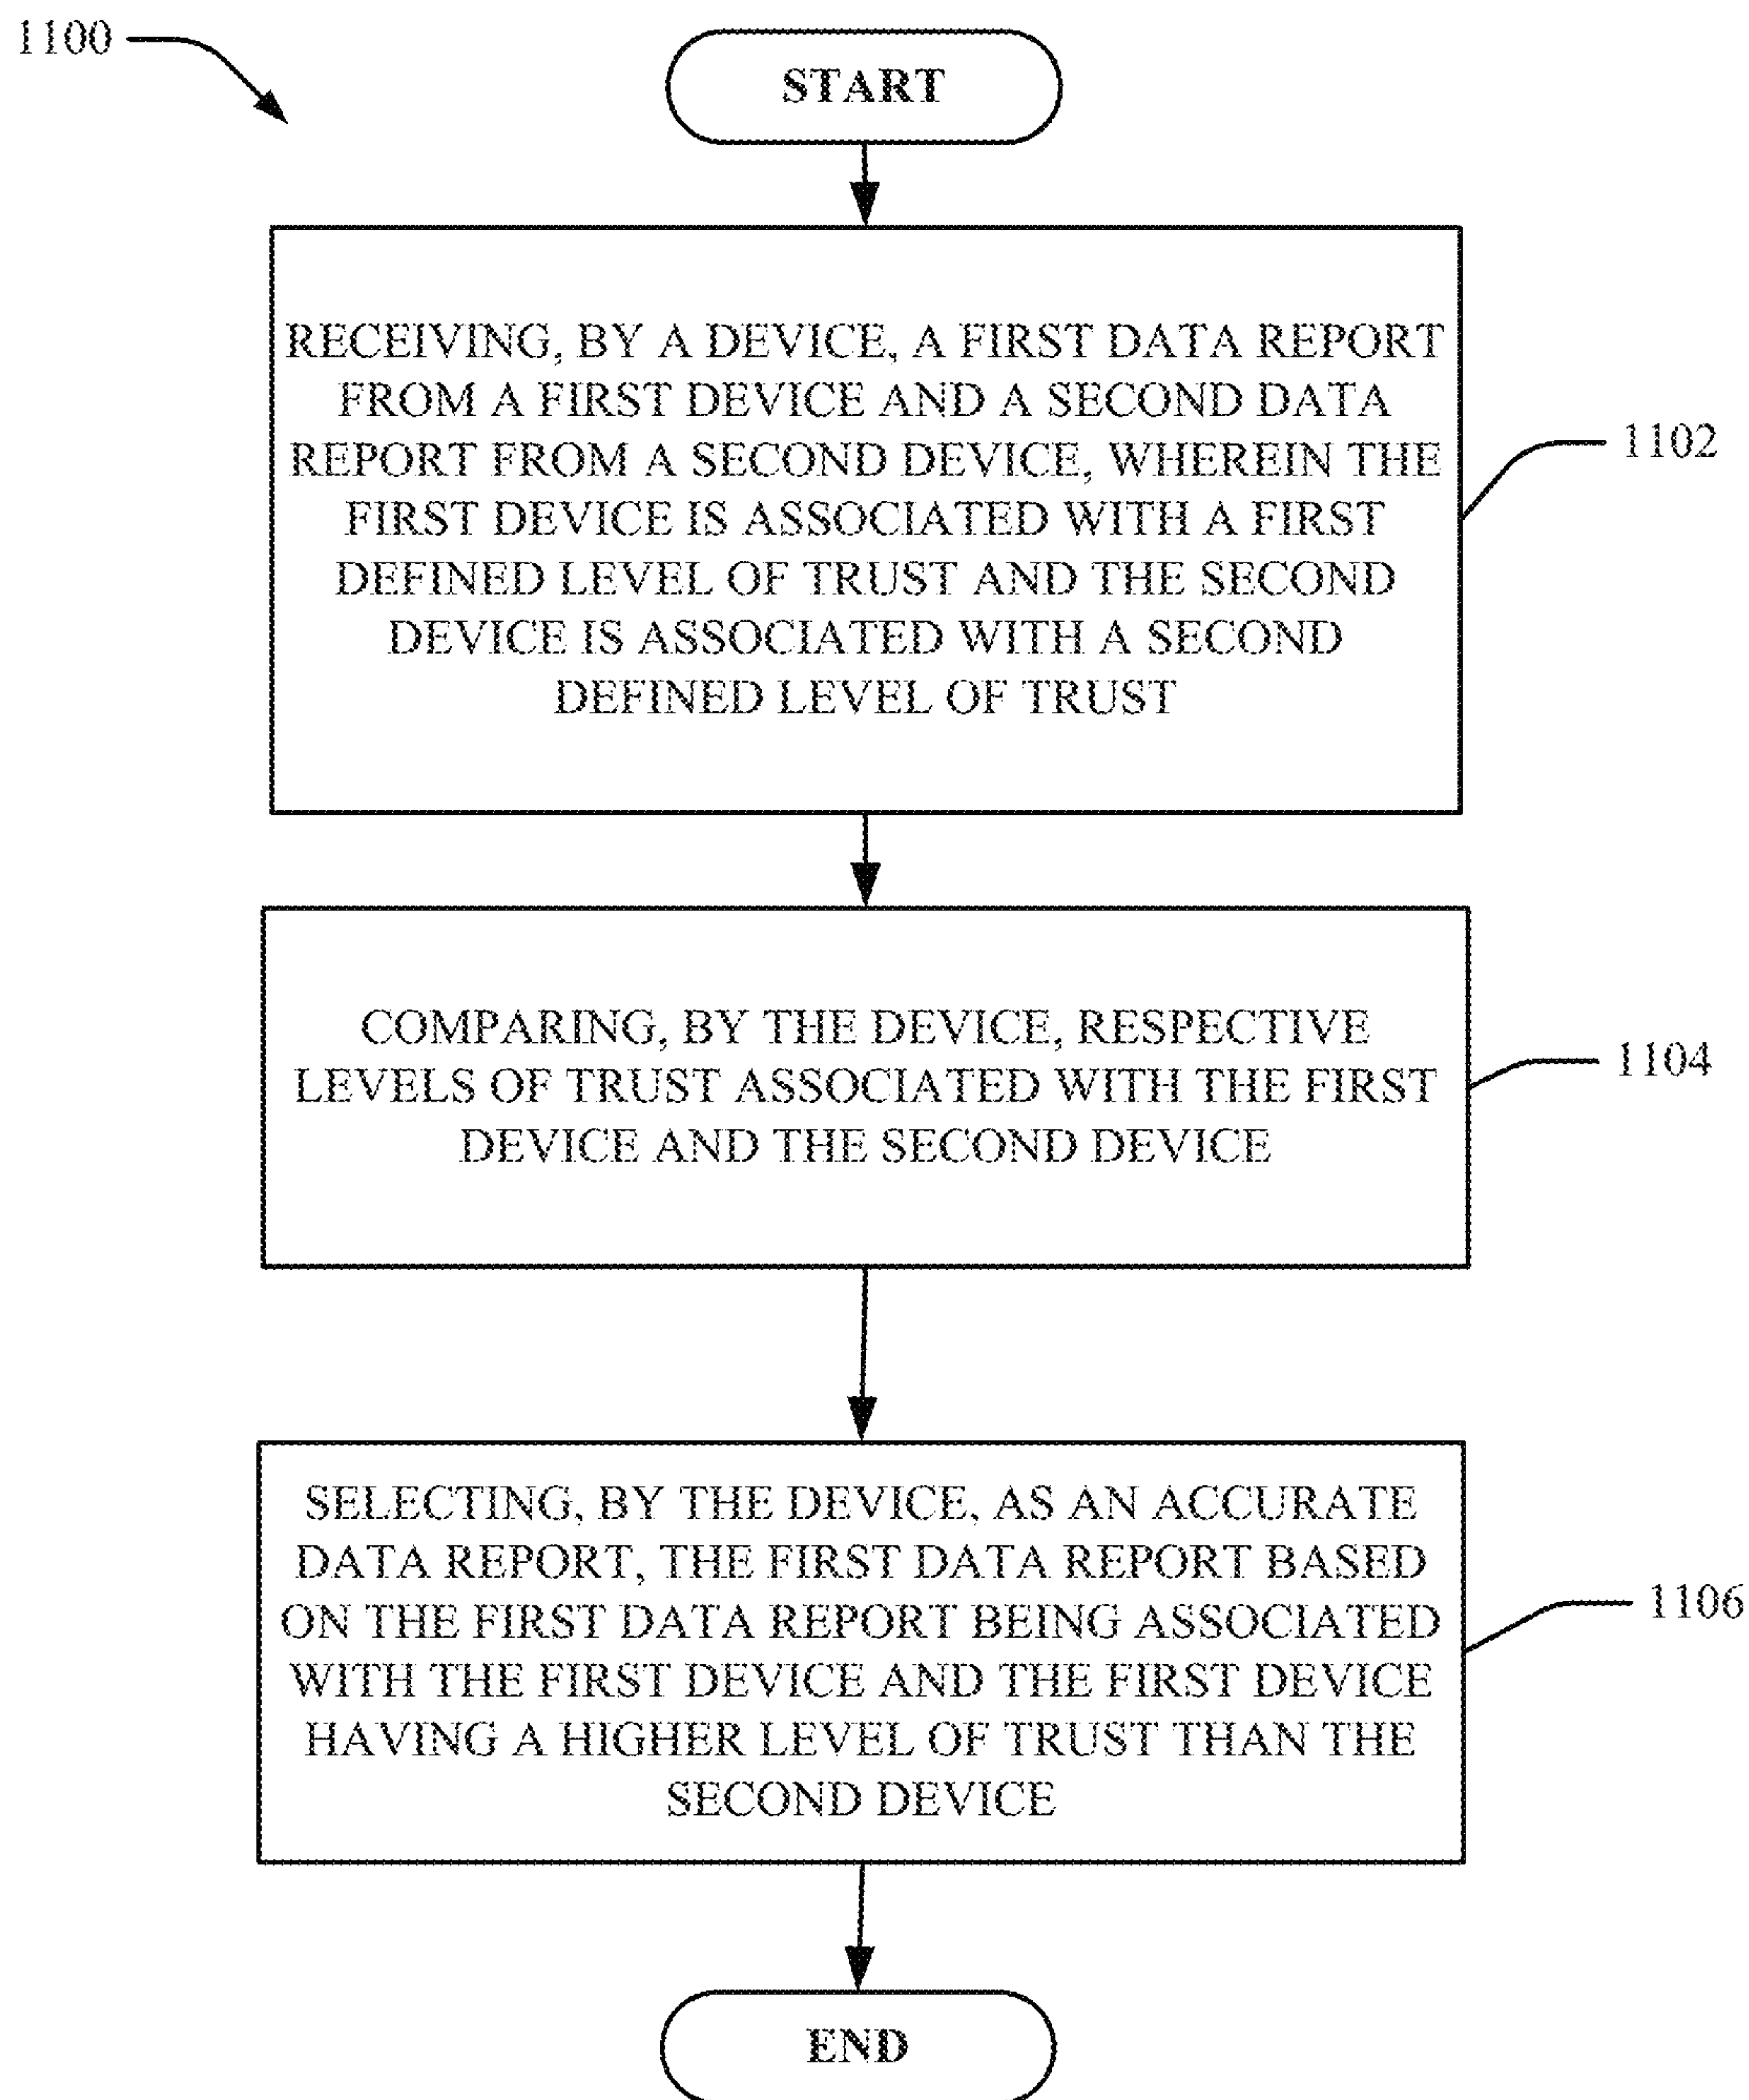 1100
START
RECEIVING, BY A DEVICE, A FIRST DATA REPORT
FROM A FIRST DEVICE AND A SECOND DATA
REPORT FROM A SECOND DEVICE, WHEREIN THE
FIRST DEVICE IS ASSOCIATED WITH A FIRST
DEFINED LEVEL OF TRUST AND THE SECOND
DEVICE IS ASSOCIATED WITH A SECOND
DEFINED LEVEL OF TRUST
1102
COMPARING, BY THE DEVICE, RESPECTIVE
LEVELS OF TRUST ASSOCIATED WITH THE FIRST
DEVICE AND THE SECOND DEVICE
1104
SELECTING, BY THE DEVICE, AS AN ACCURATE
DATA REPORT, THE FIRST DATA REPORT BASED
ON THE FIRST DATA REPORT BEING ASSOCIATED
WITH THE FIRST DEVICE AND THE FIRST DEVICE
HAVING A HIGHER LEVEL OF TRUST THAN THE
SECOND DEVICE
1106
END